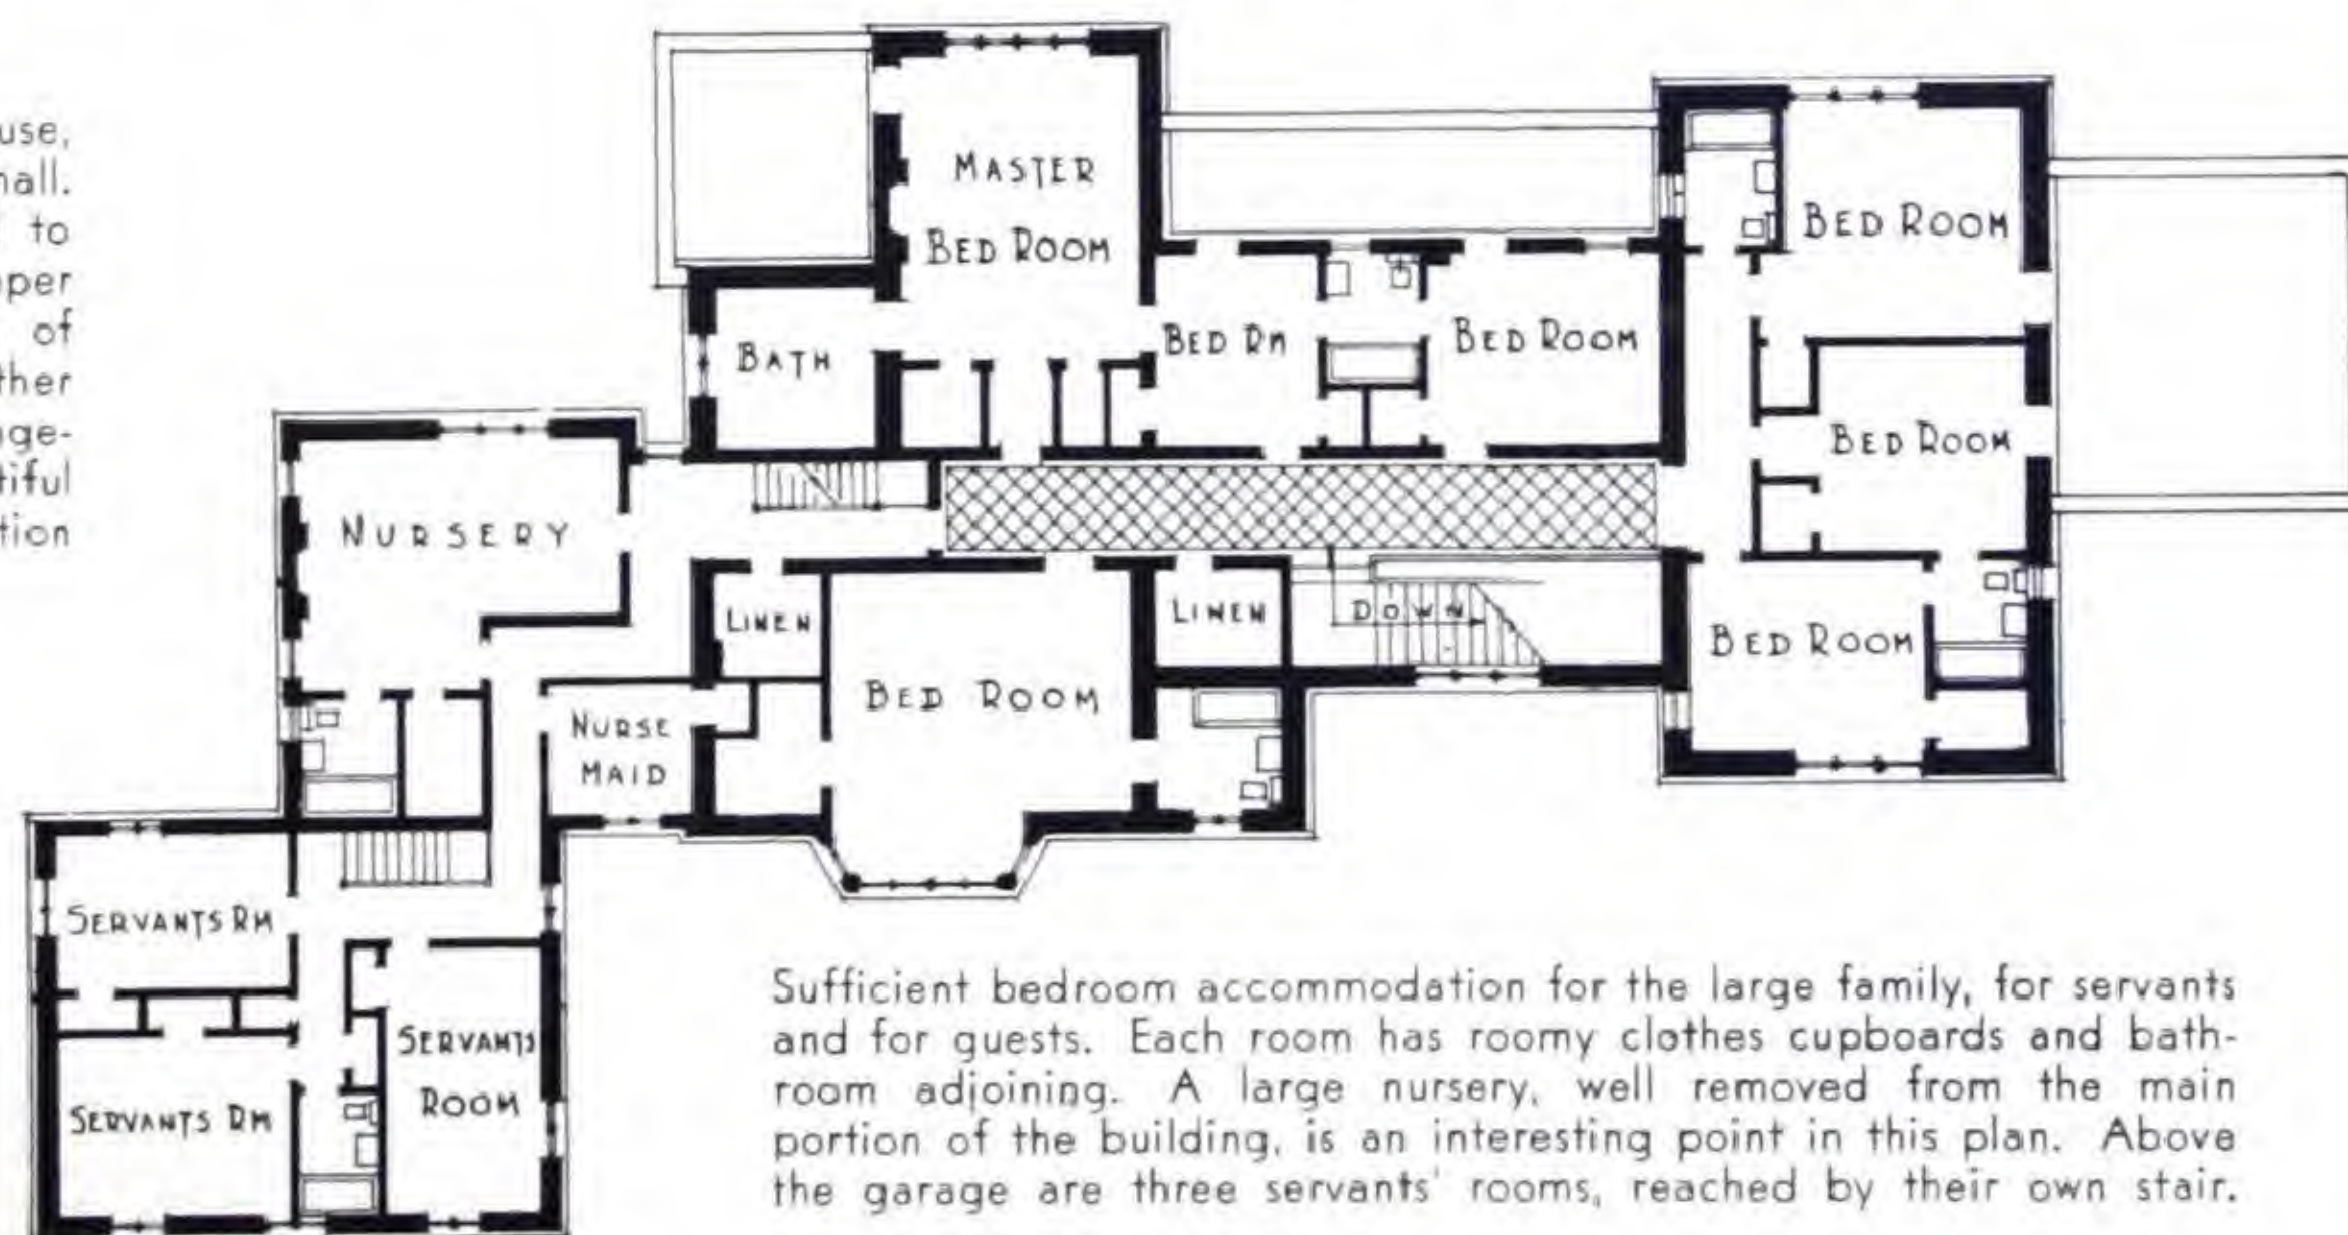 use,
hall.
to
per
of
ther
ge-
tiful
tion
MASTER
BED ROOM
BED ROOM
BATH
BED RM
BED ROOM
BED ROOM
NURSERY
LINEN
LINEN
DOWN
BED ROOM
BED ROOM
NURSE
MAID
SERVANTS RM
SERVANTS
ROOM
SERVANTS RM
Sufficient bedroom accommodation for the large family, for servants
and for guests. Each room has roomy clothes cupboards and bath-
room adjoining. A large nursery, well removed from the main
portion of the building, is an interesting point in this plan. Above
the garage are three servants' rooms, reached by their own stair.